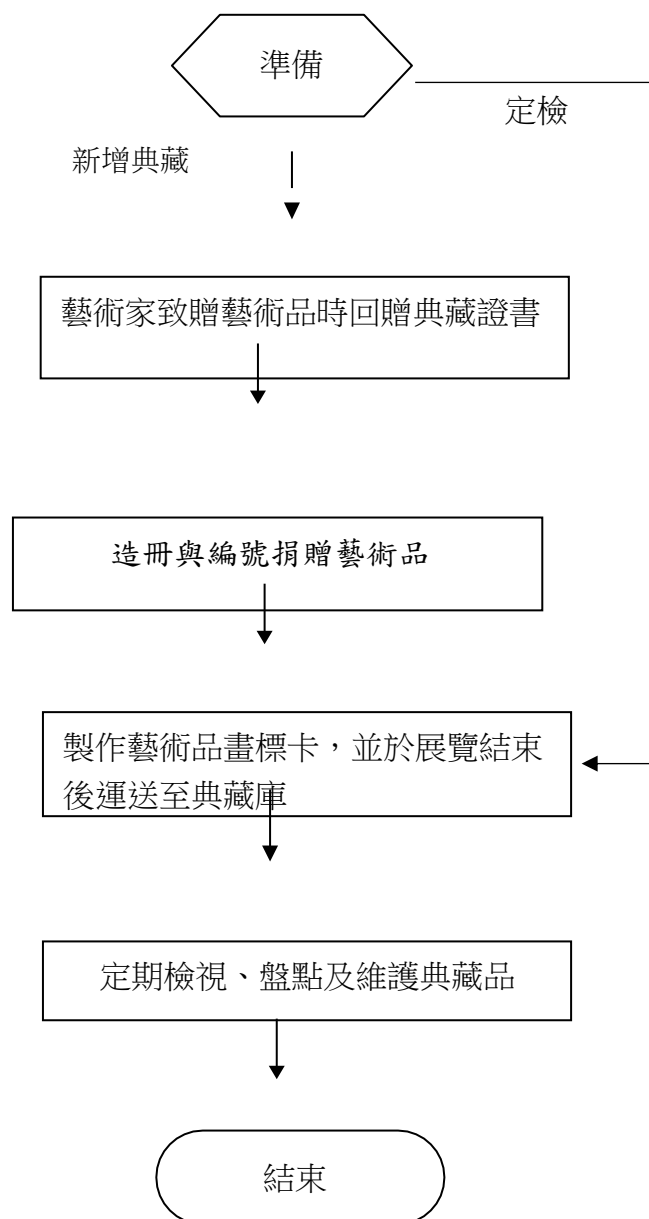 準備
定檢
新增典藏
藝術家致贈藝術品時回贈典藏證書
造冊與編號捐贈藝術品
製作藝術品畫標卡，並於展覽結束
後運送至典藏庫
定期檢視、盤點及維護典藏品
結束